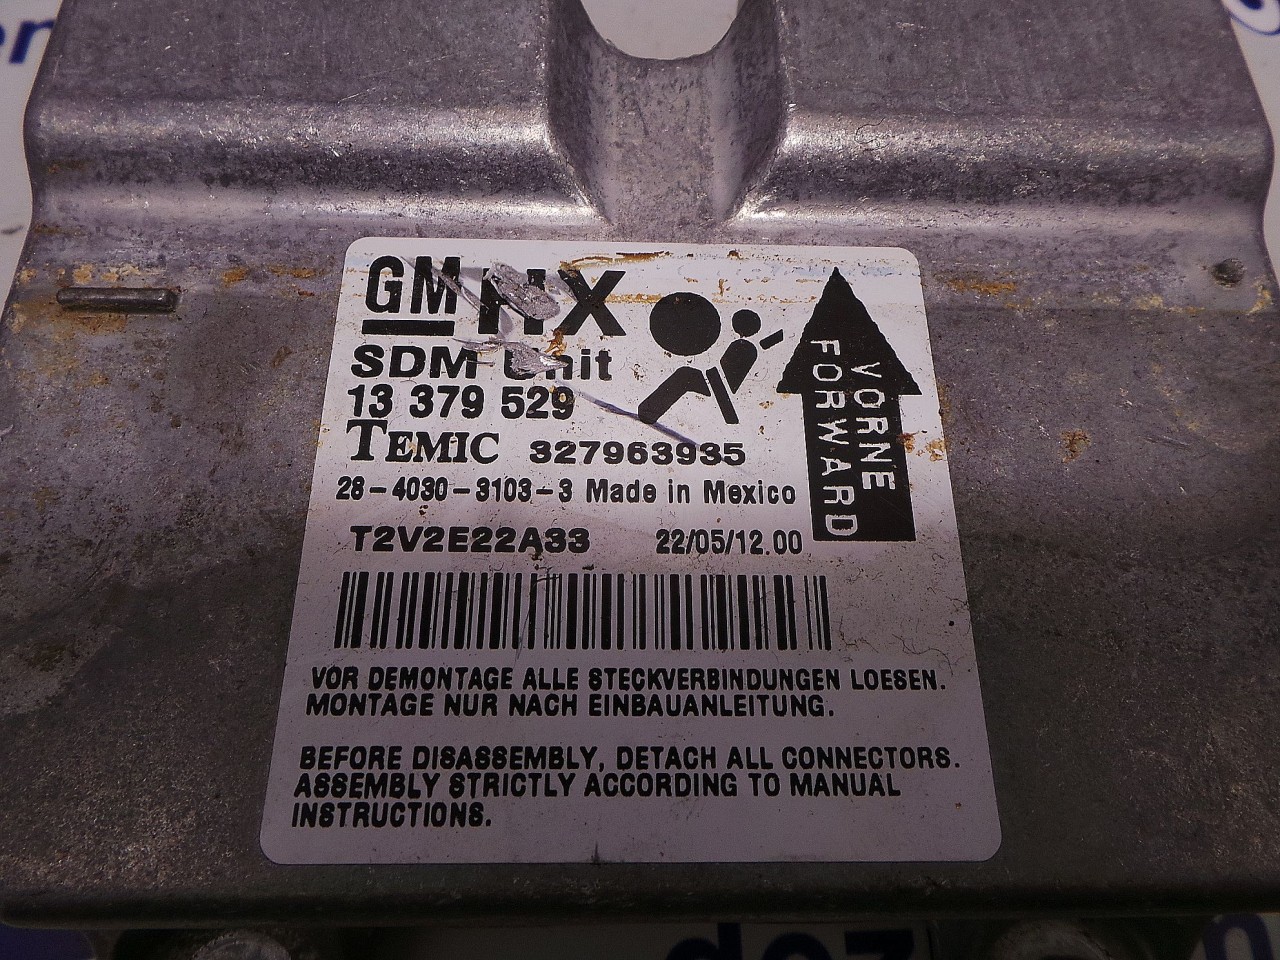 GM HX
SDM Unit
13 379 529
TEMIC 327963935
28-4030-3103-3 Made in Mexico
T2V2E22A33 22/05/12.00
VORNE
FORWARD
VOR DEMONTAGE ALLE STECKVERBINDUNGEN LOESEN.
MONTAGE NUR NACH EINBAUANLEITUNG.
BEFORE DISASSEMBLY, DETACH ALL CONNECTORS.
ASSEMBLY STRICTLY ACCORDING TO MANUAL
INSTRUCTIONS.